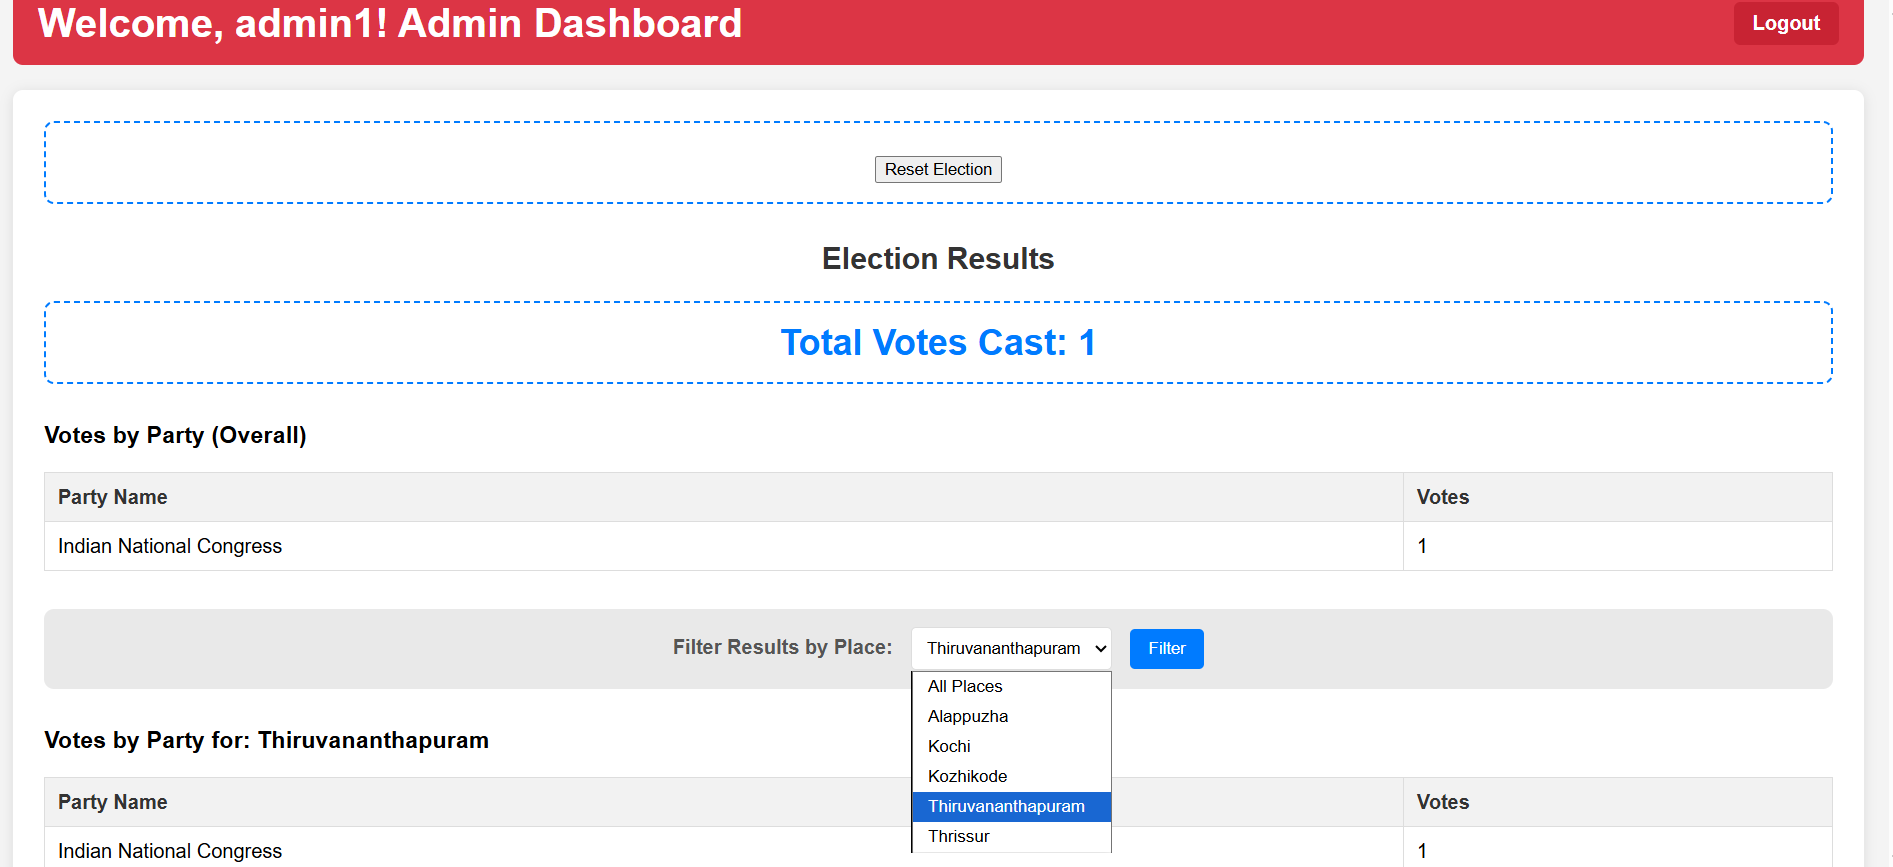 Welcome, admin1! Admin Dashboard
Logout
Reset Election
Election Results
Total Votes Cast: 1
Votes by Party (Overall)
Party Name Votes
Indian National Congress 1
Filter Results by Place: Thiruvananthapuram Filter
All Places
Alappuzha
Kochi
Kozhikode
Thiruvananthapuram
Thrissur
Votes by Party for: Thiruvananthapuram
Party Name Votes
Indian National Congress 1